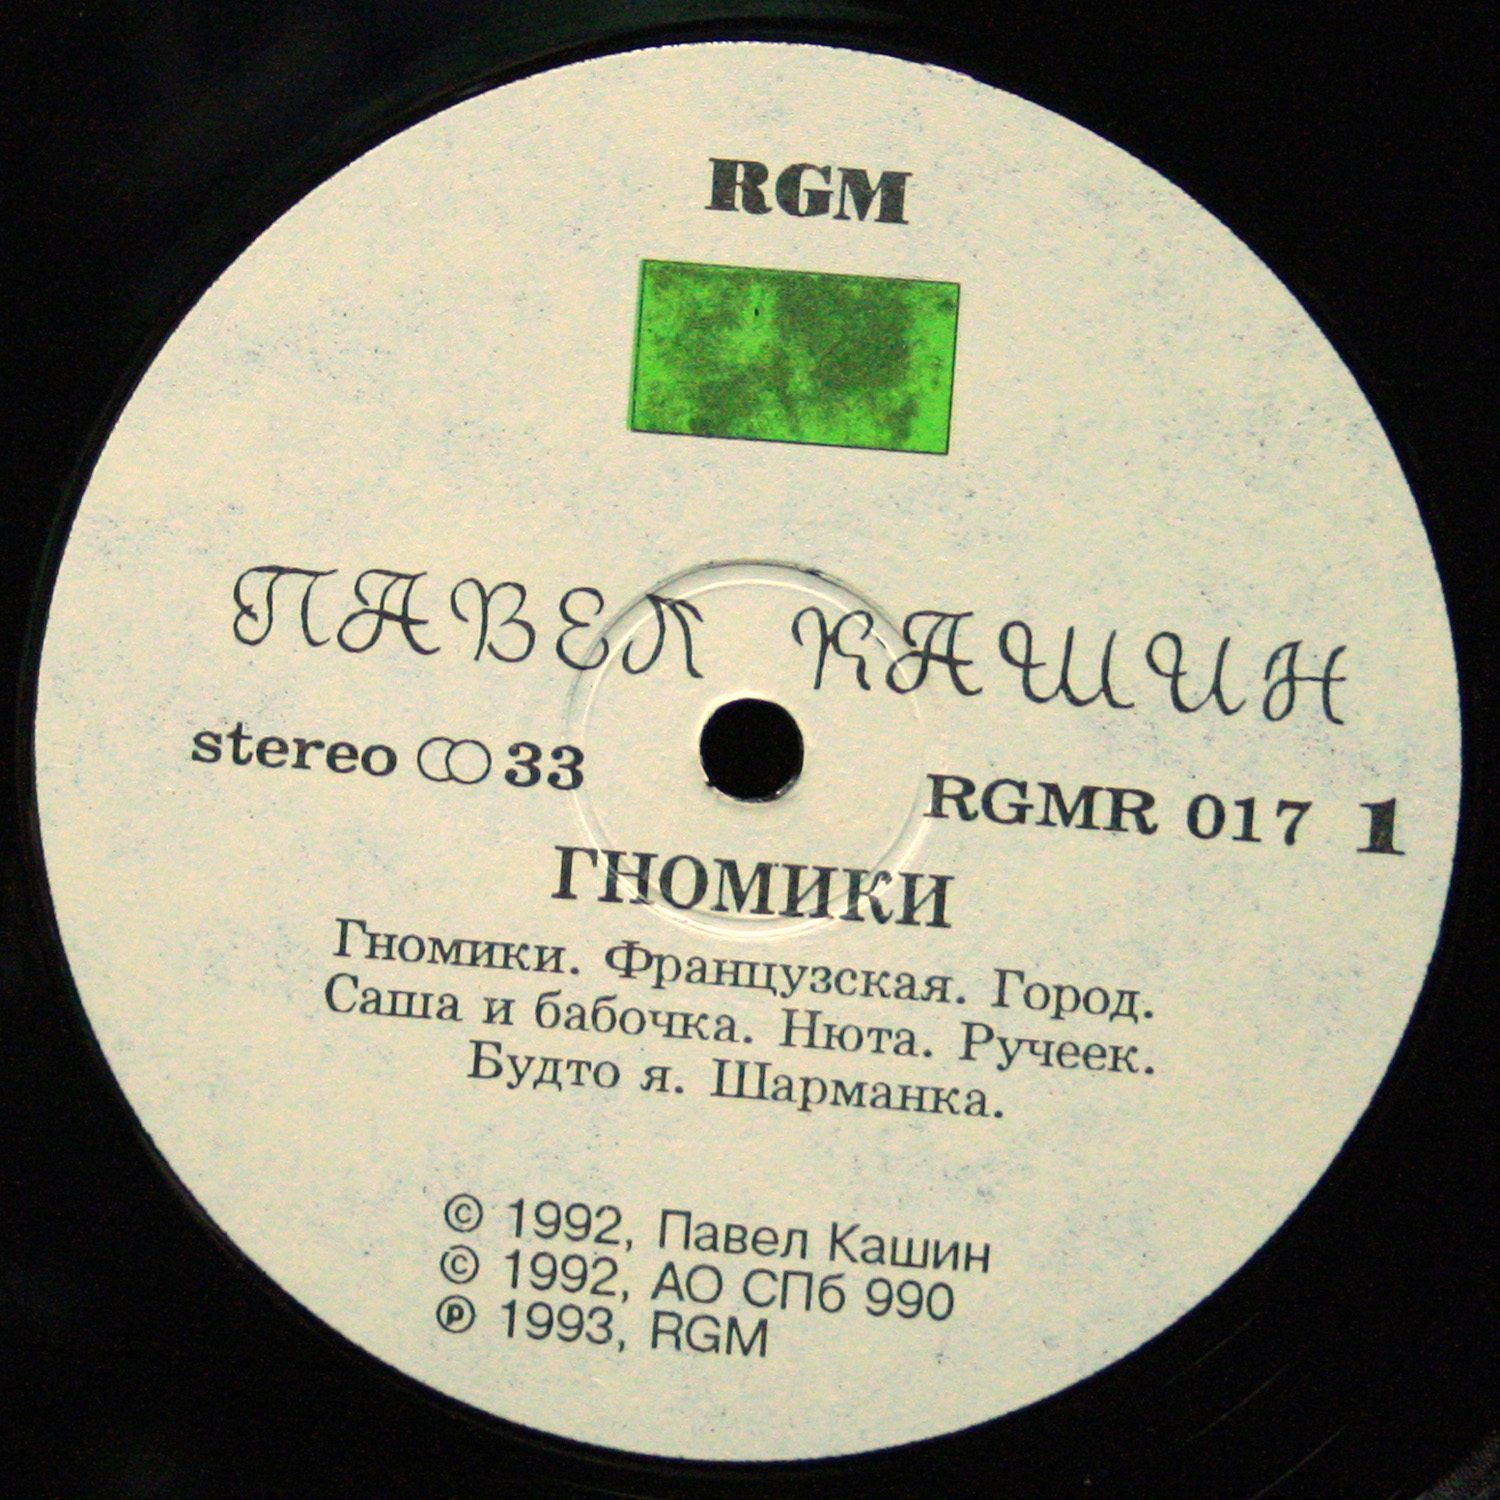 RGM
ПАВЕЛ КАШИН
stereo 33
RGMR 017 1
ГНОМИКИ
Гномики. Французская. Город.
Саша и бабочка. Нюта. Ручеек.
Будто я. Шарманка.
© 1992, Павел Кашин
© 1992, АО СПб 990
℗ 1993, RGM